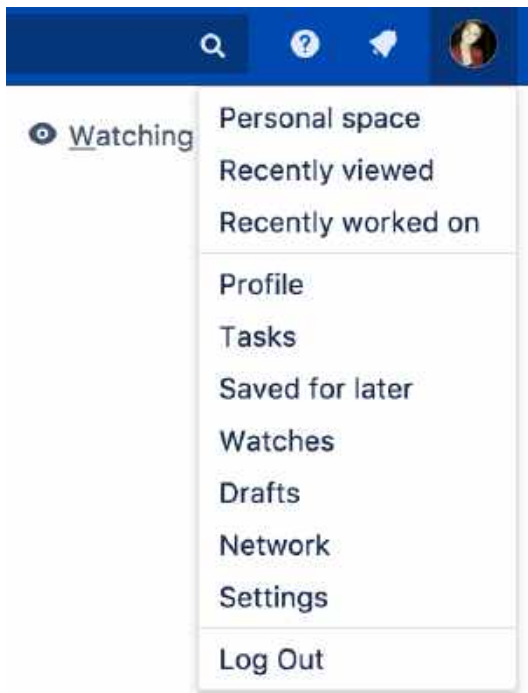 Watching
Personal space
Recently viewed
Recently worked on
Profile
Tasks
Saved for later
Watches
Drafts
Network
Settings
Log Out